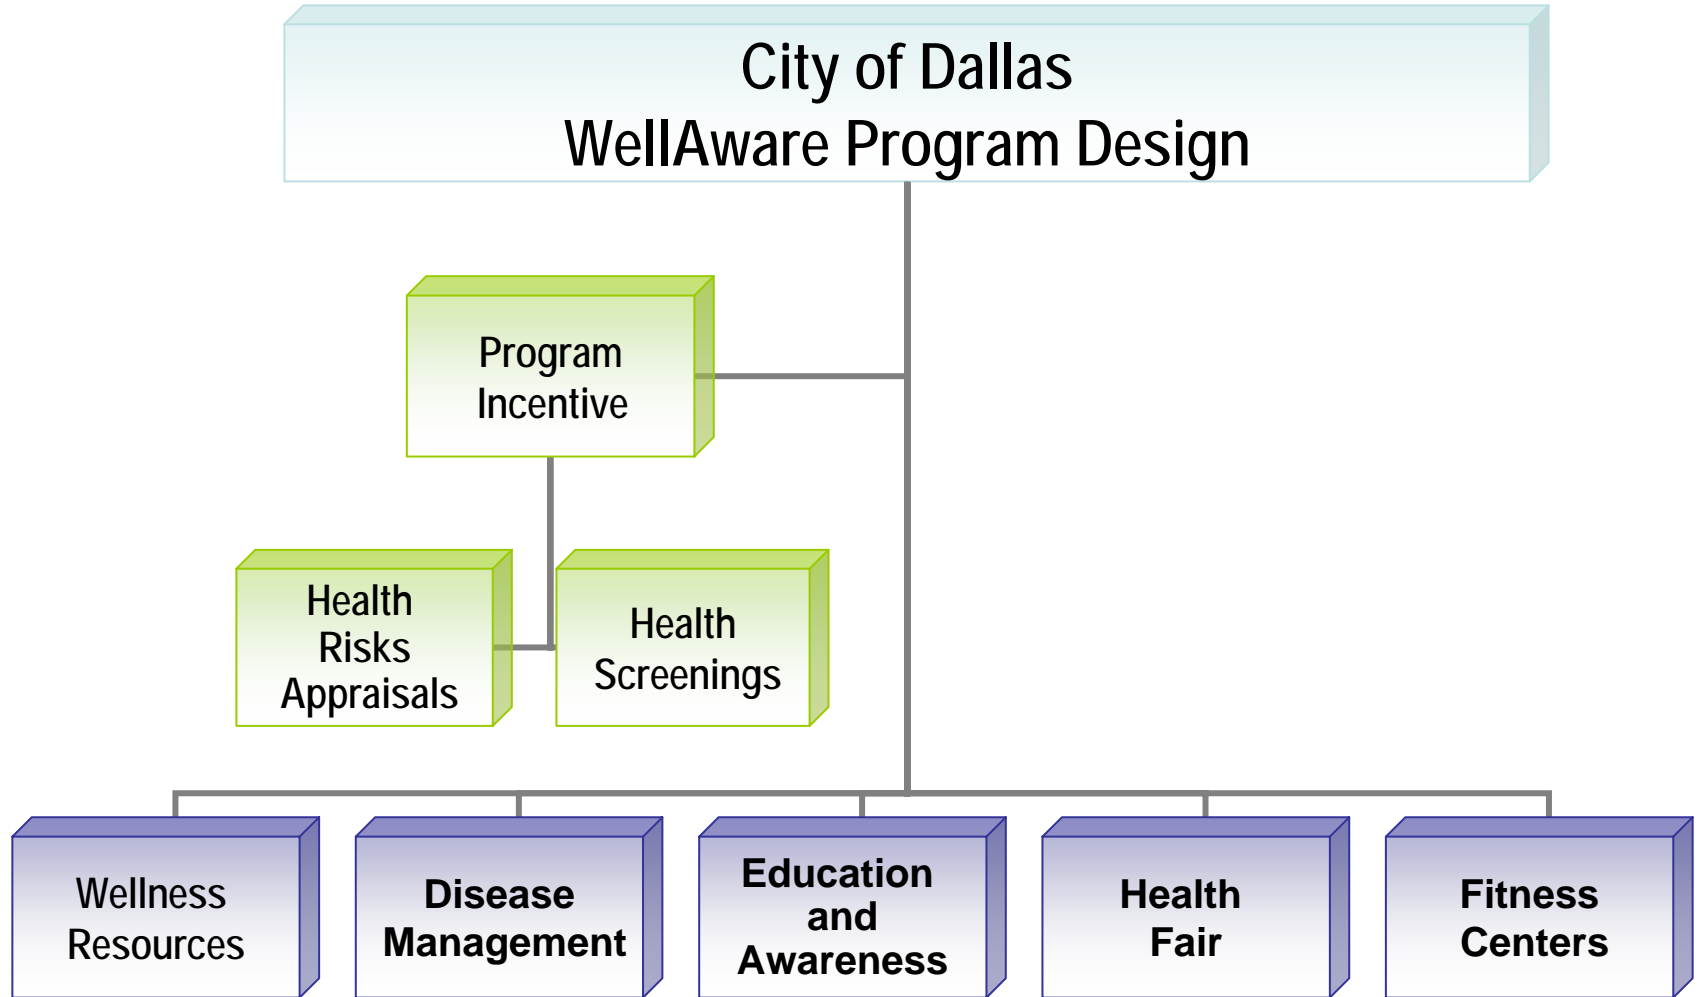 City of Dallas
WellAware Program Design
Program
Incentive
Health
Risks
Appraisals
Health
Screenings
Wellness
Resources
Disease
Management
Education
and
Awareness
Health
Fair
Fitness
Centers